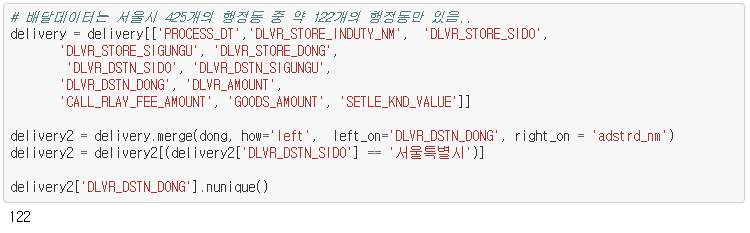 # 배달데이터는 서울시 425개의 행정동 중 약 122개의 행정동만 있음..
delivery = delivery[['PROCESS_DT','DLVR_STORE_INDUTY_NM', 'DLVR_STORE_SIDO',
'DLVR_STORE_SIGUNGU', 'DLVR_STORE_DONG',
'DLVR_DSTN_SIDO', 'DLVR_DSTN_SIGUNGU',
'DLVR_DSTN_DONG', 'DLVR_AMOUNT',
'CALL_RLAY_FEE_AMOUNT', 'GOODS_AMOUNT', 'SETLE_KND_VALUE']]
delivery2 = delivery.merge(dong, how='left', left_on='DLVR_DSTN_DONG', right_on = 'adstrd_nm')
delivery2 = delivery2[(delivery2['DLVR_DSTN_SIDO'] == '서울특별시')]
delivery2['DLVR_DSTN_DONG'].nunique()
122